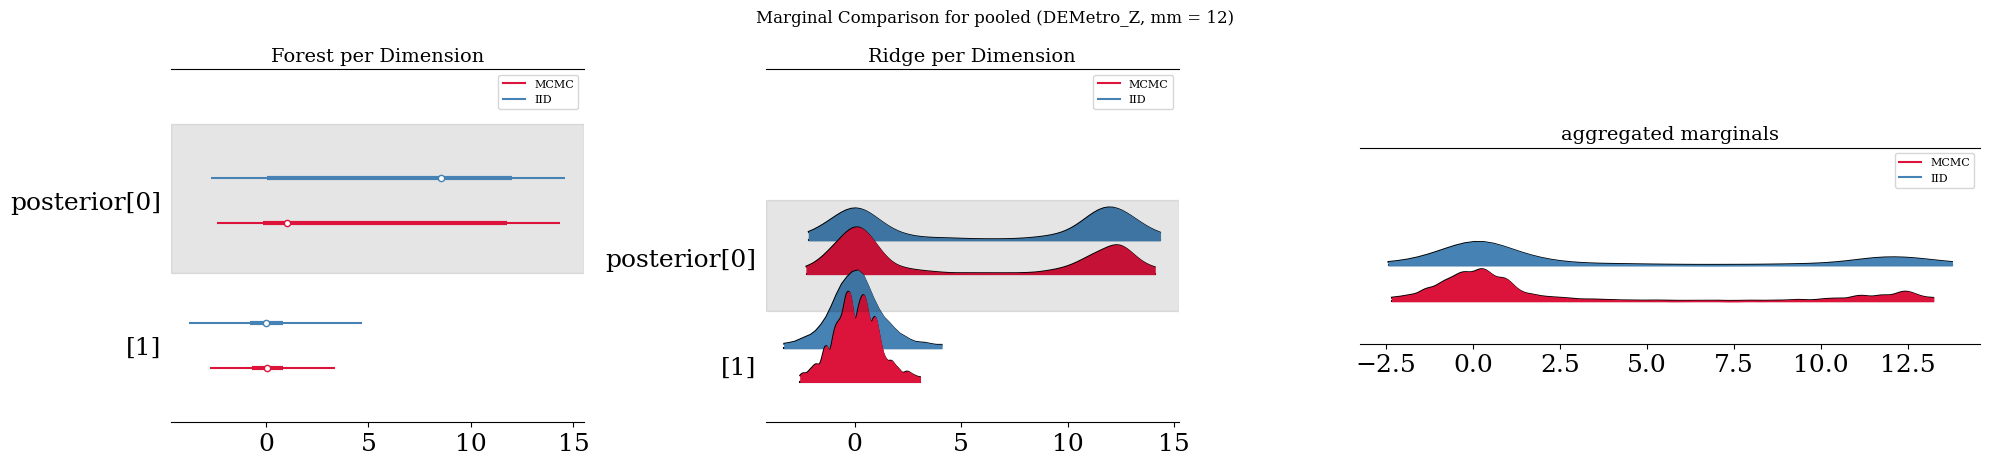 Marginal Comparison for pooled (DEMetro_Z, mm = 12)
Forest per Dimension
MCMC
IID
posterior[0]
[1]
0 5 10 15
Ridge per Dimension
MCMC
IID
posterior[0]
[1]
0 5 10 15
aggregated marginals
MCMC
IID
−2.5 0.0 2.5 5.0 7.5 10.0 12.5